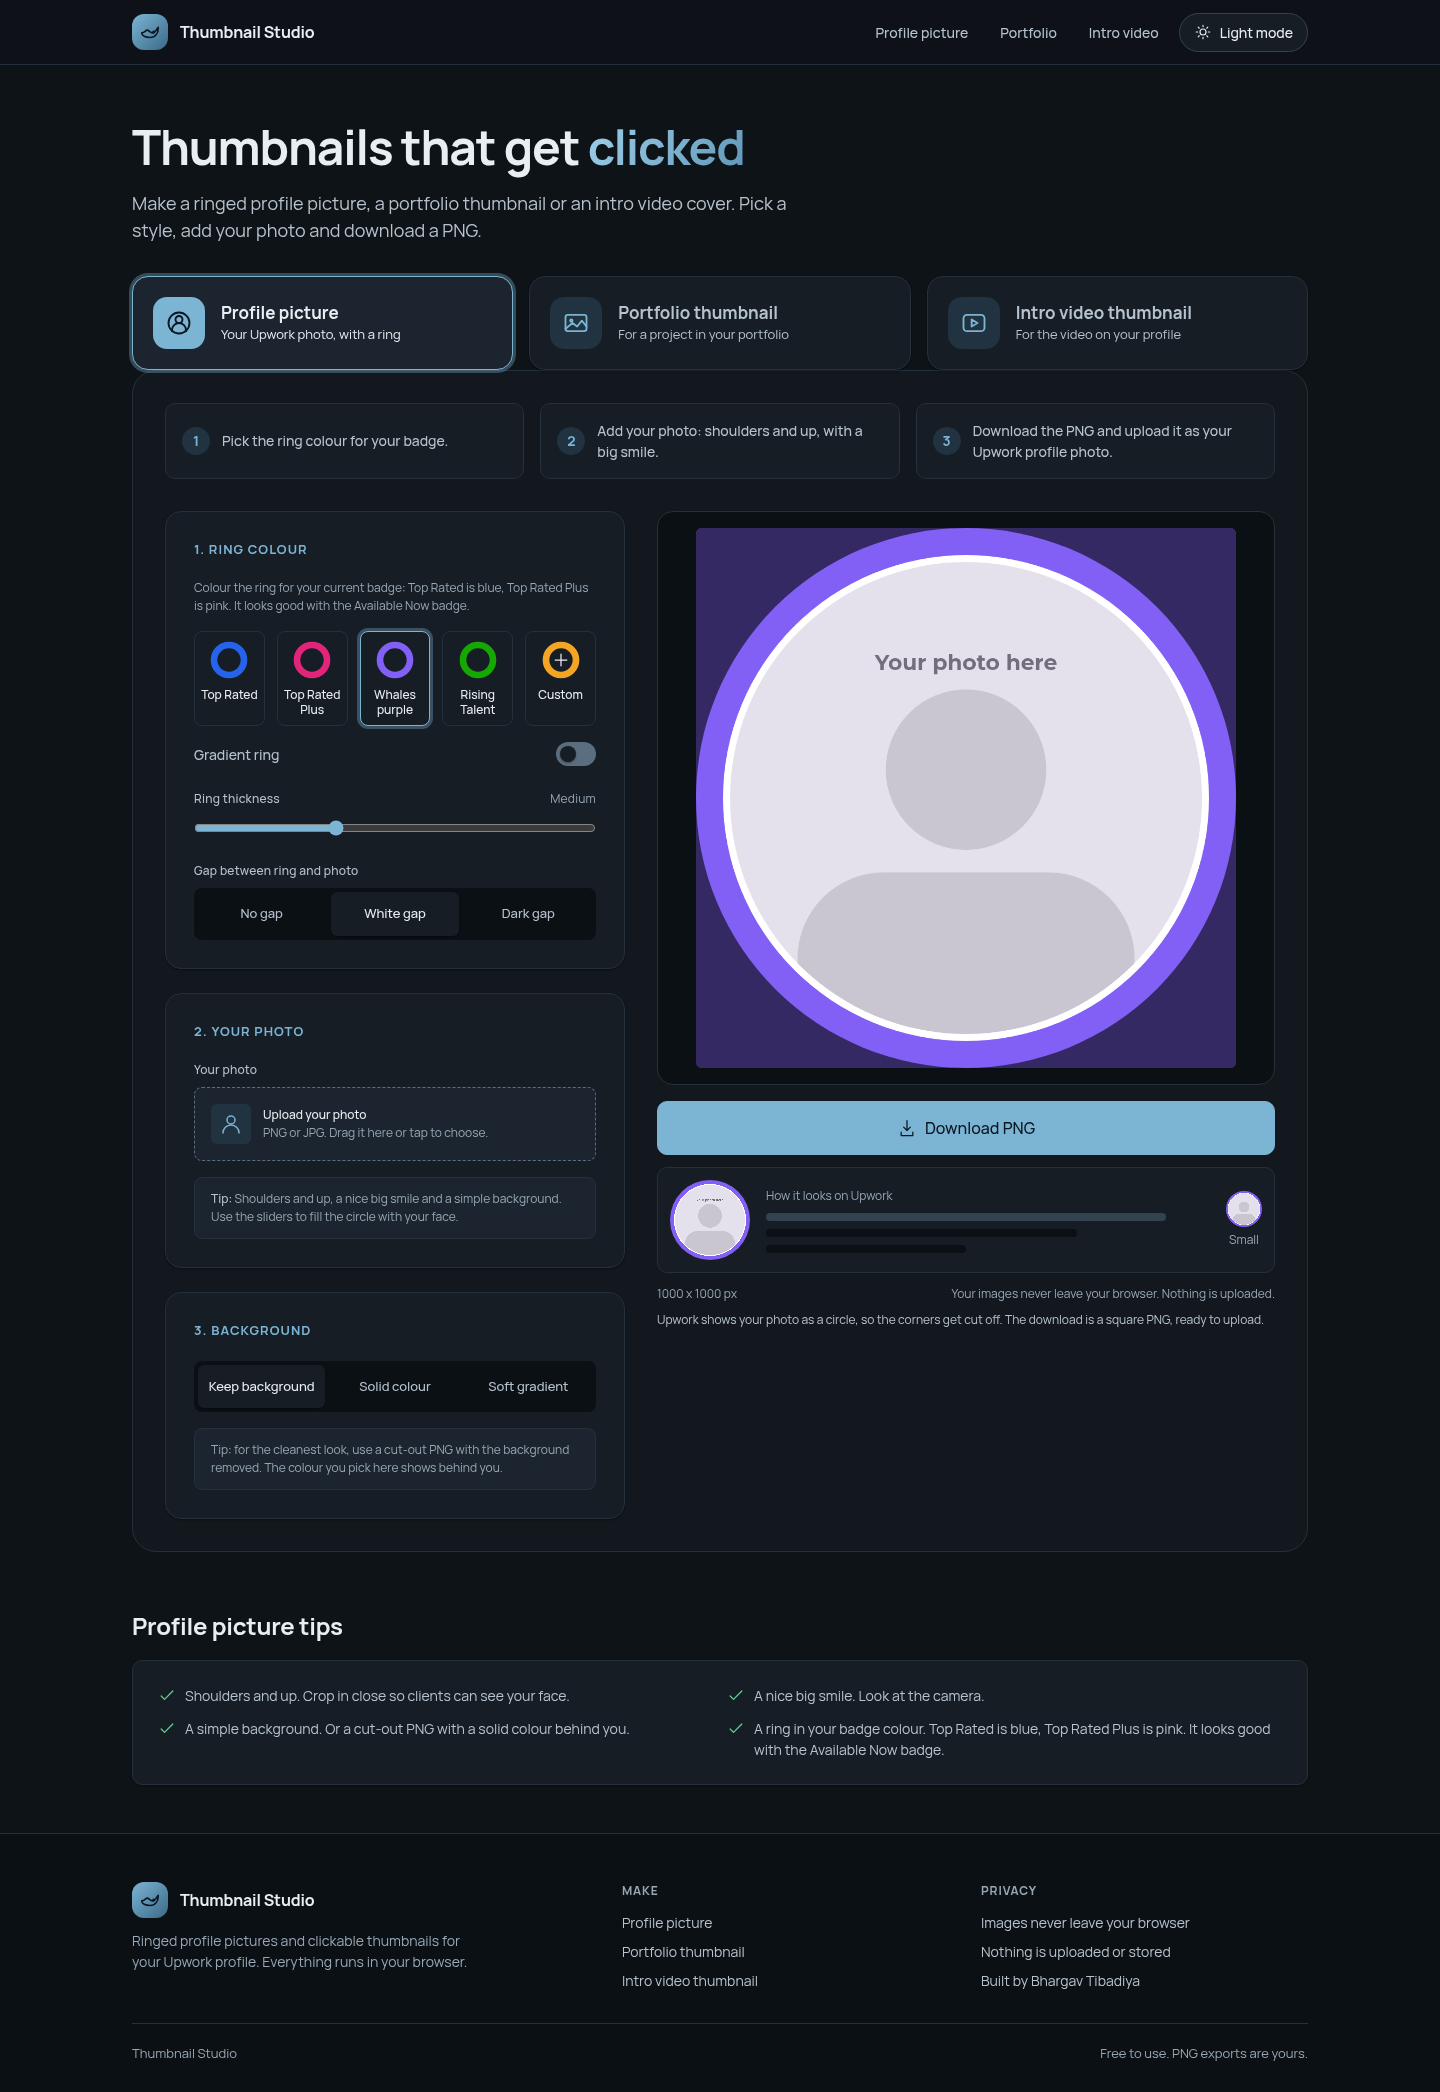 Thumbnail Studio
Profile picture
Portfolio
Intro video
Light mode
Thumbnails that get clicked
Make a ringed profile picture, a portfolio thumbnail or an intro video cover. Pick a
style, add your photo and download a PNG.
Profile picture
Your Upwork photo, with a ring
Portfolio thumbnail
For a project in your portfolio
Intro video thumbnail
For the video on your profile
1
Pick the ring colour for your badge.
2
Add your photo: shoulders and up, with a
big smile.
3
Download the PNG and upload it as your
Upwork profile photo.
1. RING COLOUR
Colour the ring for your current badge: Top Rated is blue, Top Rated Plus
is pink. It looks good with the Available Now badge.
Top Rated
Top Rated
Plus
Whales
purple
Rising
Talent
Custom
Gradient ring
Ring thickness
Medium
Gap between ring and photo
No gap
White gap
Dark gap
2. YOUR PHOTO
Your photo
Upload your photo
PNG or JPG. Drag it here or tap to choose.
Tip: Shoulders and up, a nice big smile and a simple background.
Use the sliders to fill the circle with your face.
3. BACKGROUND
Keep background
Solid colour
Soft gradient
Tip: for the cleanest look, use a cut-out PNG with the background
removed. The colour you pick here shows behind you.
Your photo here
Download PNG
How it looks on Upwork
Small
1000 x 1000 px
Your images never leave your browser. Nothing is uploaded.
Upwork shows your photo as a circle, so the corners get cut off. The download is a square PNG, ready to upload.
Profile picture tips
Shoulders and up. Crop in close so clients can see your face.
A nice big smile. Look at the camera.
A simple background. Or a cut-out PNG with a solid colour behind you.
A ring in your badge colour. Top Rated is blue, Top Rated Plus is pink. It looks good
with the Available Now badge.
Thumbnail Studio
Ringed profile pictures and clickable thumbnails for
your Upwork profile. Everything runs in your browser.
MAKE
Profile picture
Portfolio thumbnail
Intro video thumbnail
PRIVACY
Images never leave your browser
Nothing is uploaded or stored
Built by Bhargav Tibadiya
Thumbnail Studio
Free to use. PNG exports are yours.